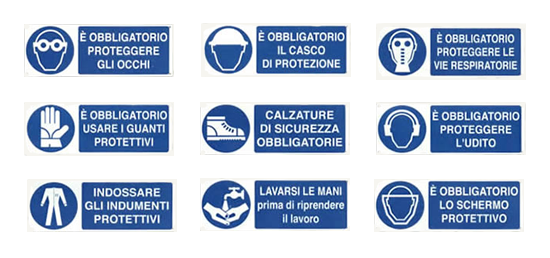 È OBBLIGATORIO
PROTEGGERE
GLI OCCHI
È OBBLIGATORIO
IL CASCO
DI PROTEZIONE
È OBBLIGATORIO
PROTEGGERE LE
VIE RESPIRATORIE
È OBBLIGATORIO
USARE I GUANTI
PROTETTIVI
CALZATURE
DI SICUREZZA
OBBLIGATORIE
È OBBLIGATORIO
PROTEGGERE
L'UDITO
INDOSSARE
GLI INDUMENTI
PROTETTIVI
LAVARSI LE MANI
prima di riprendere
il lavoro
È OBBLIGATORIO
LO SCHERMO
PROTETTIVO